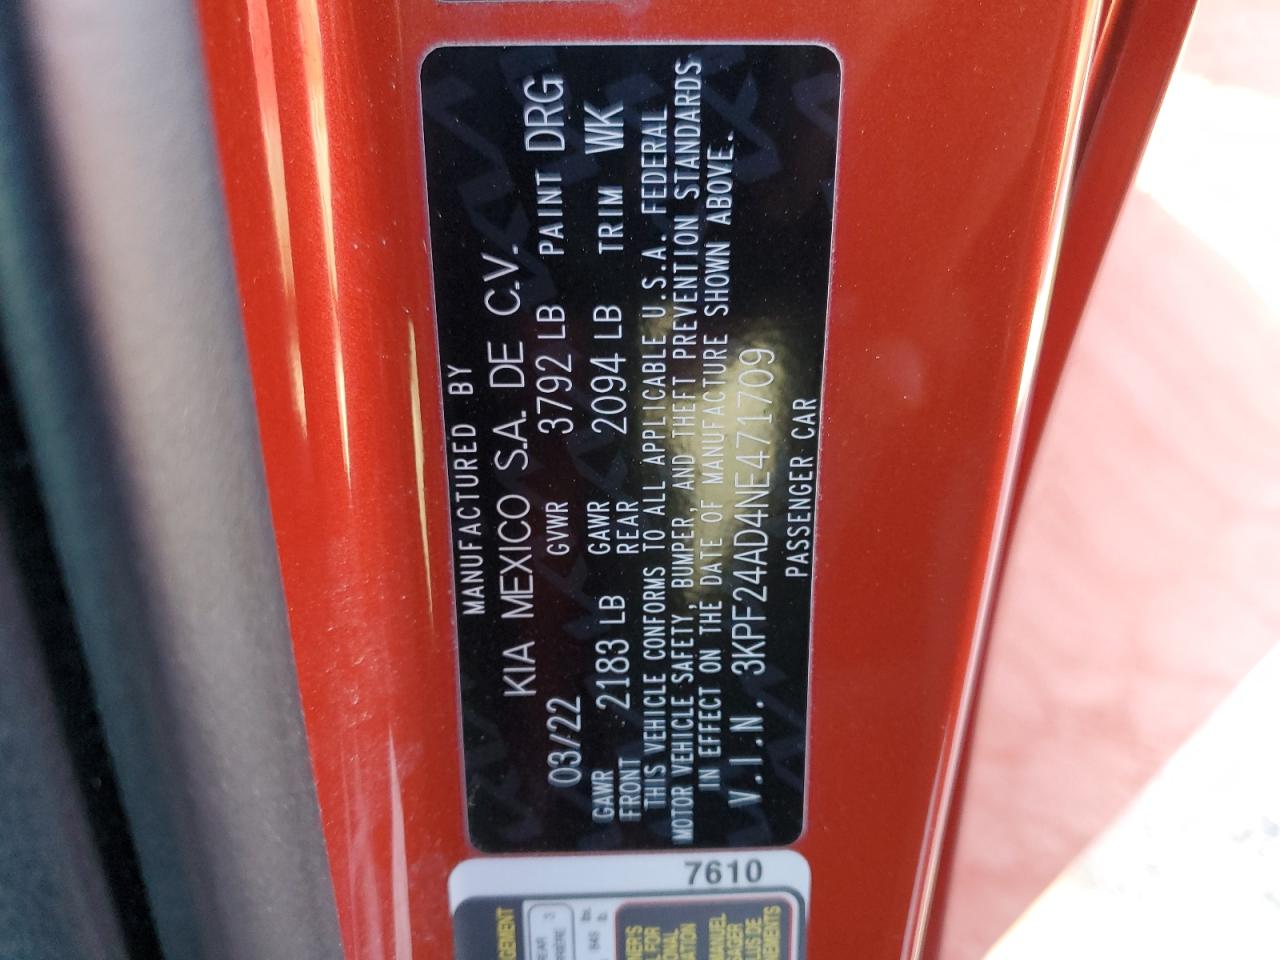 MANUFACTURED BY
KIA MEXICO S.A. DE C.V.
03/22 GVWR 3792 LB PAINT DRG
GAWR FRONT 2183 LB GAWR REAR 2094 LB TRIM WK
THIS VEHICLE CONFORMS TO ALL APPLICABLE U.S.A. FEDERAL
MOTOR VEHICLE SAFETY, BUMPER, AND THEFT PREVENTION STANDARDS
IN EFFECT ON THE DATE OF MANUFACTURE SHOWN ABOVE.
V.I.N. 3KPF24AD4NE471709
PASSENGER CAR
7610
MANUEL